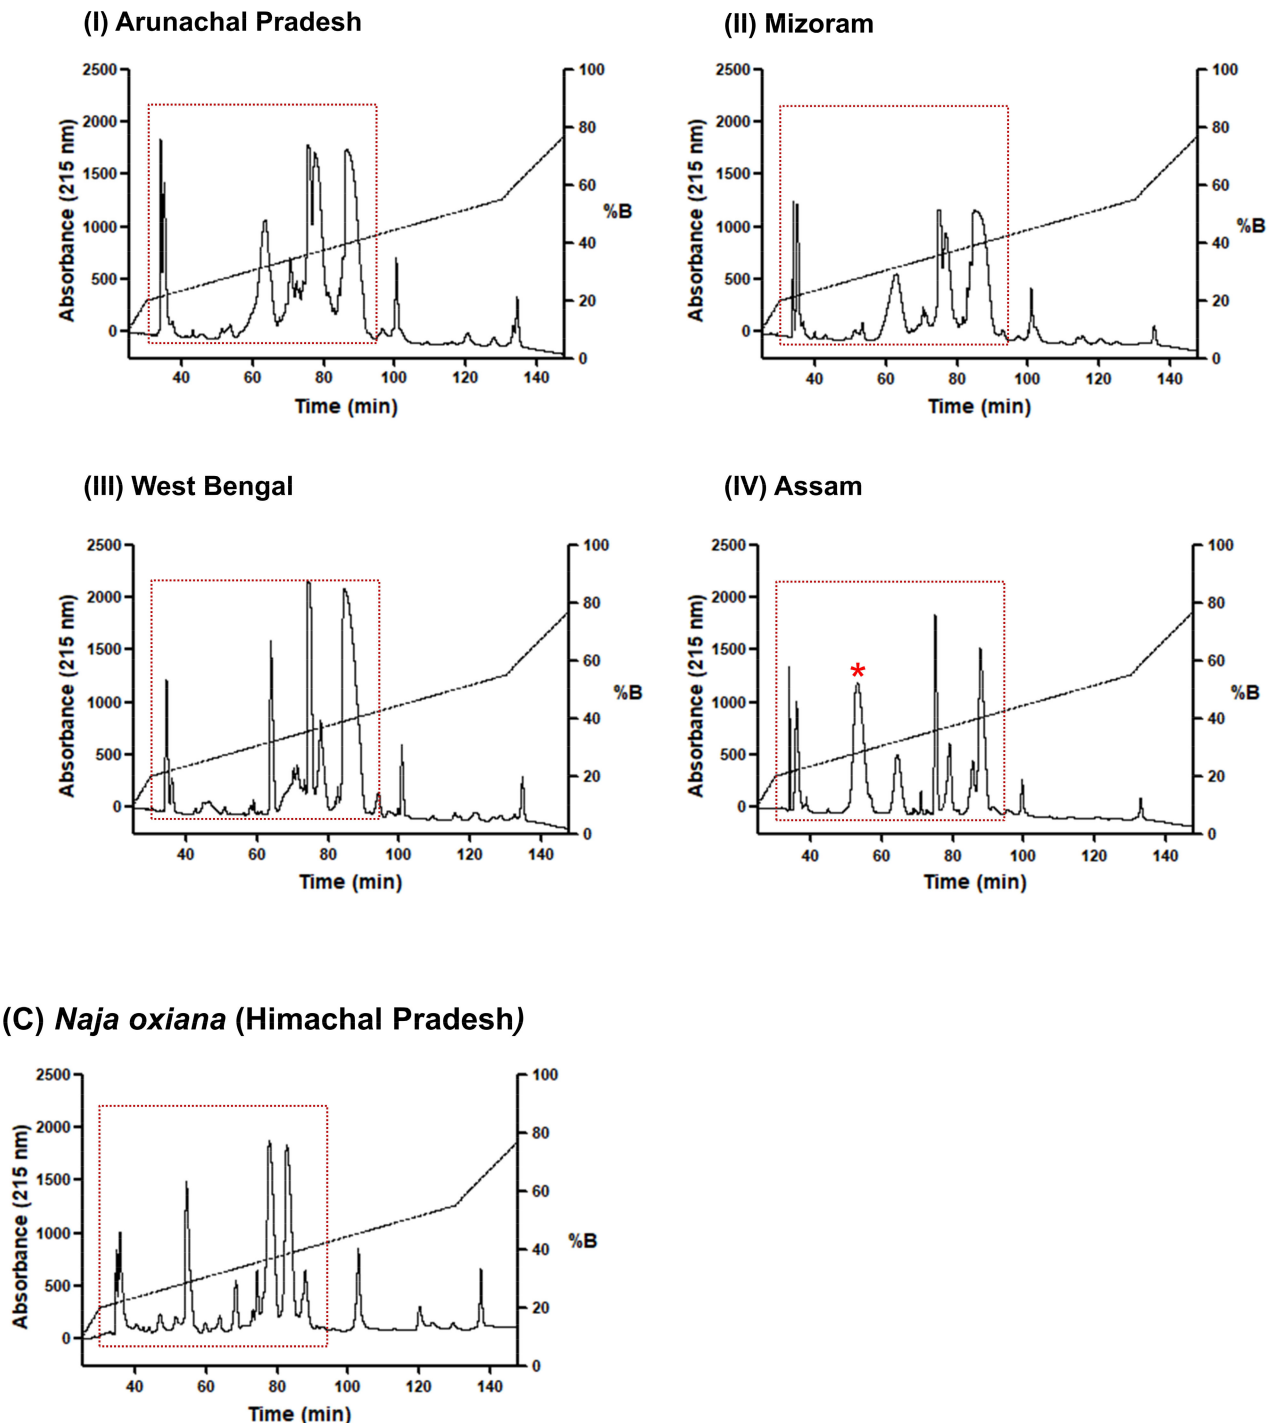 (I) Arunachal Pradesh
(II) Mizoram
2500
2000
1500
1000
500
0
Absorbance (215 nm)
100
80
60
40
20
0
%B
40 60 80 100 120 140
Time (min)
2500
2000
1500
1000
500
0
Absorbance (215 nm)
100
80
60
40
20
0
%B
40 60 80 100 120 140
Time (min)
(III) West Bengal
(IV) Assam
2500
2000
1500
1000
500
0
Absorbance (215 nm)
100
80
60
40
20
0
%B
40 60 80 100 120 140
Time (min)
2500
2000
1500
1000
500
0
Absorbance (215 nm)
*
100
80
60
40
20
0
%B
40 60 80 100 120 140
Time (min)
(C) Naja oxiana (Himachal Pradesh)
2500
2000
1500
1000
500
0
Absorbance (215 nm)
100
80
60
40
20
0
%B
40 60 80 100 120 140
Time (min)